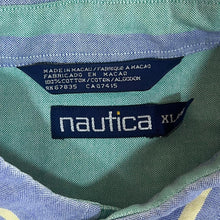 MADE IN MACAU/FABRIQUE A MACAO
FABRICADO EN MACAO
100%COTTON/COTON/ALGODON
RN67835 CA07415
nautica XL